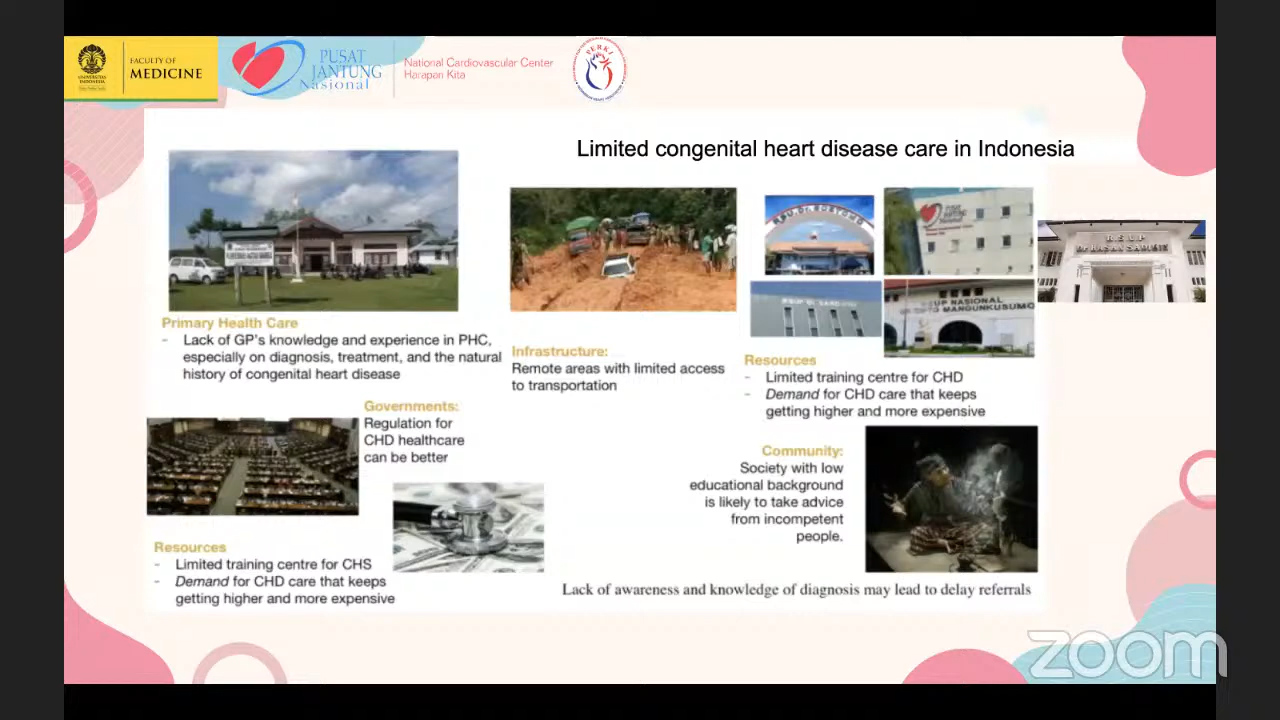 FACULTY OF
MEDICINE
UNIVERSITAS
INDONESIA
PUSAT
JANTUNG
Nasional
National Cardiovascular Center
Harapan Kita
PERKI
Limited congenital heart disease care in Indonesia
PUSAT
JANTUNG
R S U P
Dr HASAN SADIKIN
RSUP NASIONAL
MANGUNKUSUMO
Primary Health Care
- Lack of GP's knowledge and experience in PHC,
especially on diagnosis, treatment, and the natural
history of congenital heart disease
Infrastructure:
Remote areas with limited access
to transportation
Resources
- Limited training centre for CHD
- Demand for CHD care that keeps
getting higher and more expensive
Governments:
Regulation for
CHD healthcare
can be better
Community:
Society with low
educational background
is likely to take advice
from incompetent
people.
Resources
- Limited training centre for CHS
- Demand for CHD care that keeps
getting higher and more expensive
Lack of awareness and knowledge of diagnosis may lead to delay referrals
zoom